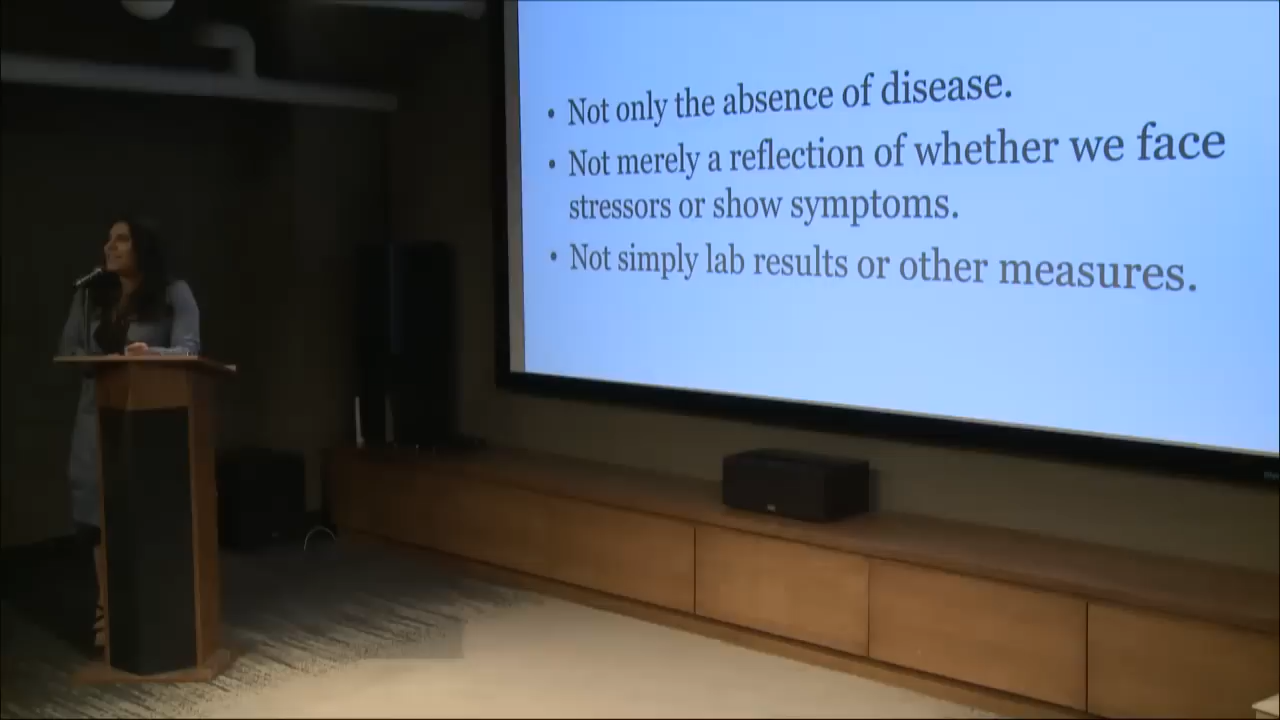 • Not only the absence of disease.
• Not merely a reflection of whether we face
stressors or show symptoms.
• Not simply lab results or other measures.